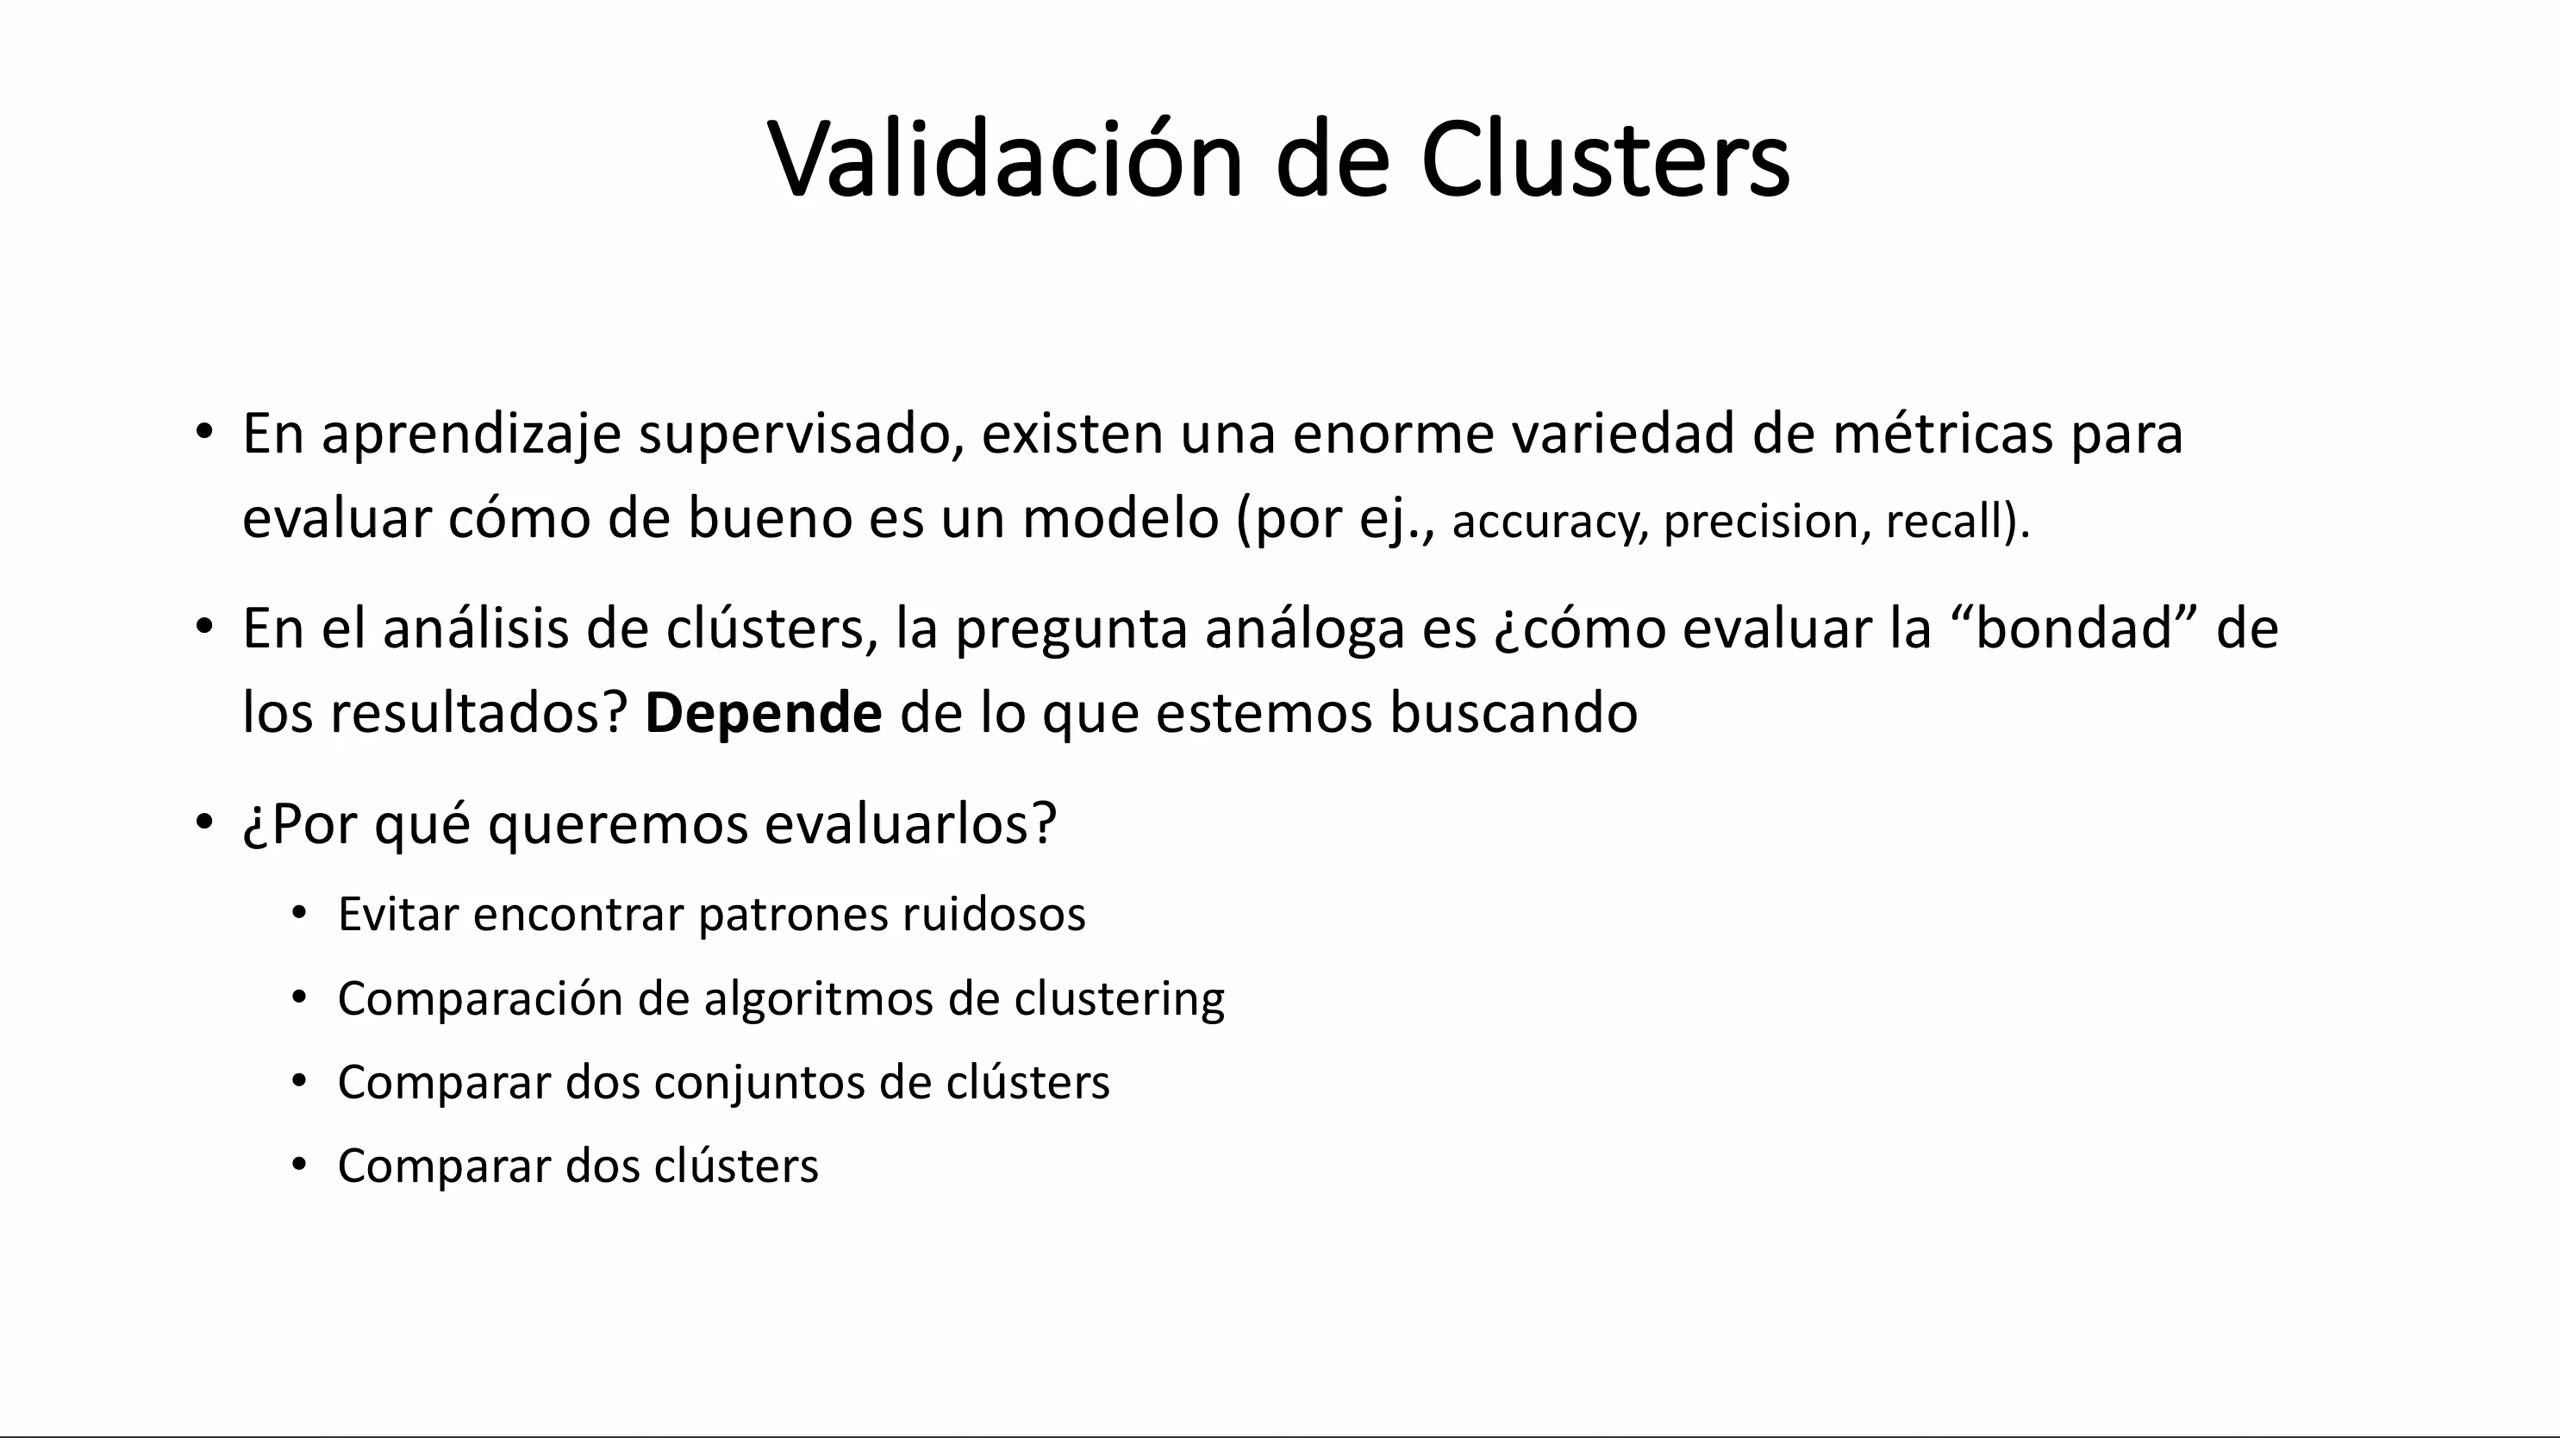 Validación de Clusters
• En aprendizaje supervisado, existen una enorme variedad de métricas para
evaluar cómo de bueno es un modelo (por ej., accuracy, precision, recall).
• En el análisis de clústers, la pregunta análoga es ¿cómo evaluar la “bondad” de
los resultados? Depende de lo que estemos buscando
• ¿Por qué queremos evaluarlos?
• Evitar encontrar patrones ruidosos
• Comparación de algoritmos de clustering
• Comparar dos conjuntos de clústers
• Comparar dos clústers